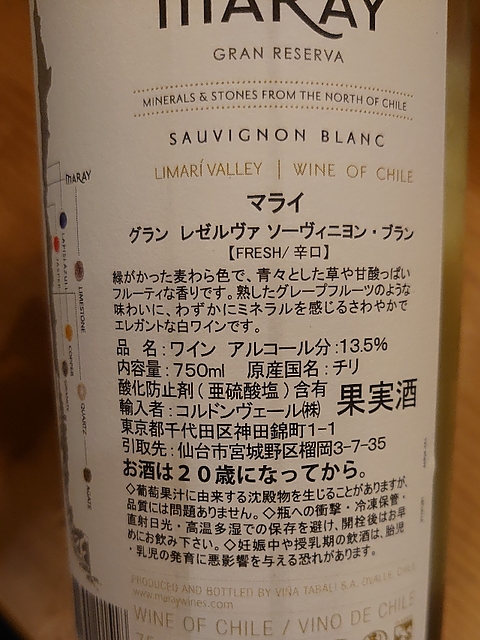 MARAY
GRAN RESERVA
MINERALS & STONES FROM THE NORTH OF CHILE
SAUVIGNON BLANC
LIMARÍ VALLEY | WINE OF CHILE
マライ
グラン レゼルヴァ ソーヴィニヨン・ブラン
【FRESH/ 辛口】
緑がかった麦わら色で、青々とした草や甘酸っぱい
フルーティな香りです。熟したグレープフルーツのような
味わいに、わずかにミネラルを感じるさわやかで
エレガントな白ワインです。
品 名:ワイン アルコール分:13.5%
内容量:750ml 原産国名:チリ
酸化防止剤(亜硫酸塩)含有
果実酒
輸入者:コルドンヴェール㈱
東京都千代田区神田錦町1-1
引取先:仙台市宮城野区榴岡3-7-35
お酒は20歳になってから。
◇葡萄果汁に由来する沈殿物を生じることがありますが、
品質には問題ありません。◇瓶への衝撃・冷凍保管・
直射日光・高温多湿での保存を避け、開栓後はお早
めにお飲み下さい。◇妊娠中や授乳期の飲酒は、胎児
・乳児の発育に悪影響を与える恐れがあります。
PRODUCED AND BOTTLED BY VIÑA TABALI & A. OVALLE, CHILE
www.maraywines.com
WINE OF CHILE / VINO DE CHILE
MARAY
LAPISLAZULI
JASPER
LIMESTONE
COPPER
GRANITE
QUARTZ
AGATE